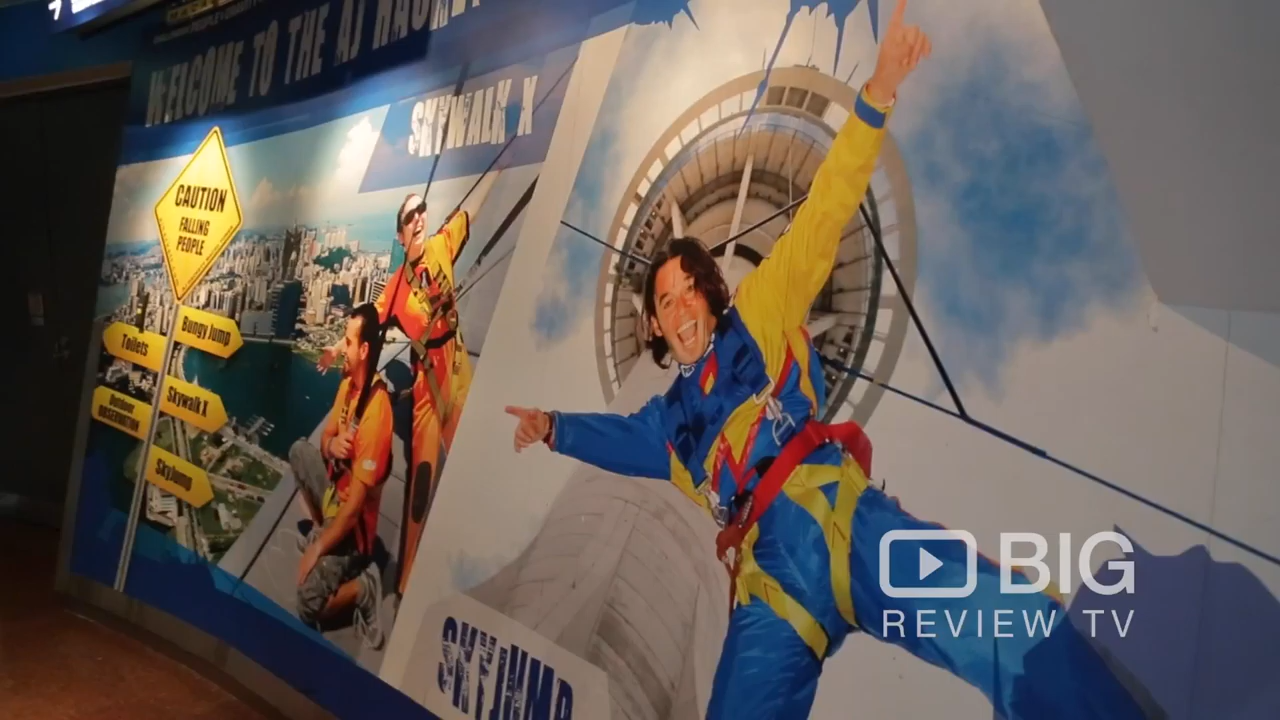 WELCOME TO THE AJ HACKETT
SKYWALK X
CAUTION
FALLING
PEOPLE
Bungy Jump
Toilets
Skywalk X
Outdoor
OBSERVATION
SkyJump
SKYJUMP
BIG
REVIEW TV